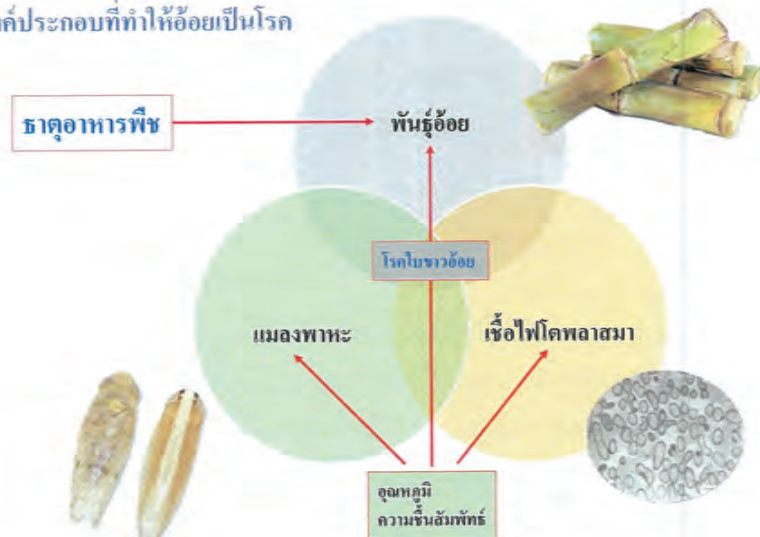 ค์ประกอบที่ทำให้อ้อยเป็นโรค
ธาตุอาหารพืช
พันธุ์อ้อย
โรคใบขาวอ้อย
แมลงพาหะ
เชื้อไฟโตพลาสมา
อุณหภูมิ
ความชื้นสัมพัทธ์